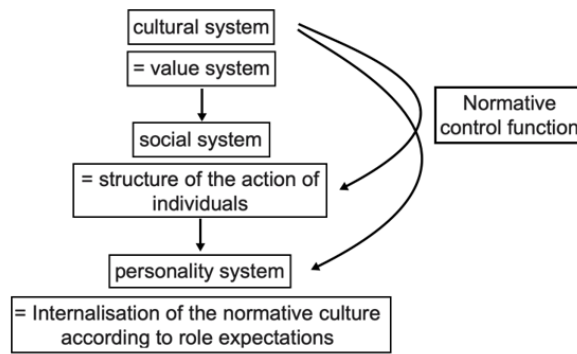 cultural system
= value system
social system
= structure of the action of
individuals
personality system
= Internalisation of the normative culture
according to role expectations
Normative
control function